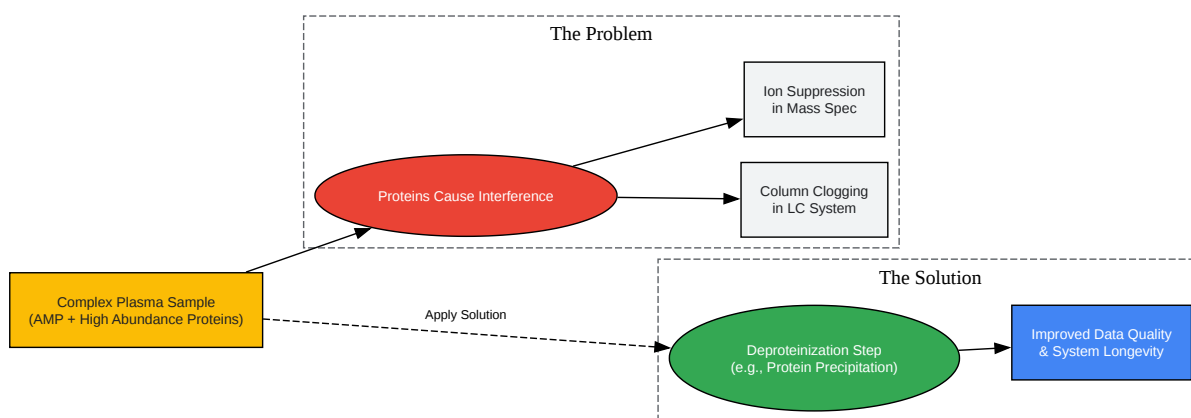 The Problem
Ion Suppression
in Mass Spec
Proteins Cause Interference
Column Clogging
in LC System
Complex Plasma Sample
(AMP + High Abundance Proteins)
Apply Solution
The Solution
Deproteinization Step
(e.g., Protein Precipitation)
Improved Data Quality
& System Longevity